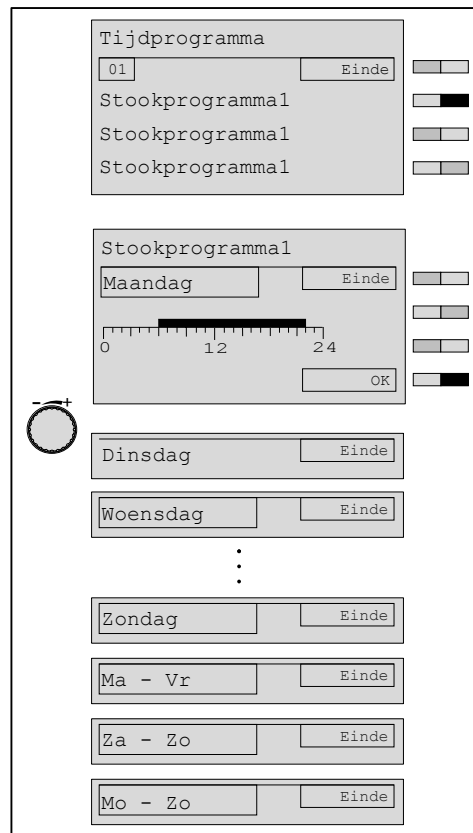 Tijdprogramma
01 Einde
Stookprogramma1
Stookprogramma1
Stookprogramma1
Stookprogramma1
Maandag Einde
0 12 24
OK
- +
Dinsdag Einde
Woensdag Einde
Zondag Einde
Ma - Vr Einde
Za - Zo Einde
Mo - Zo Einde